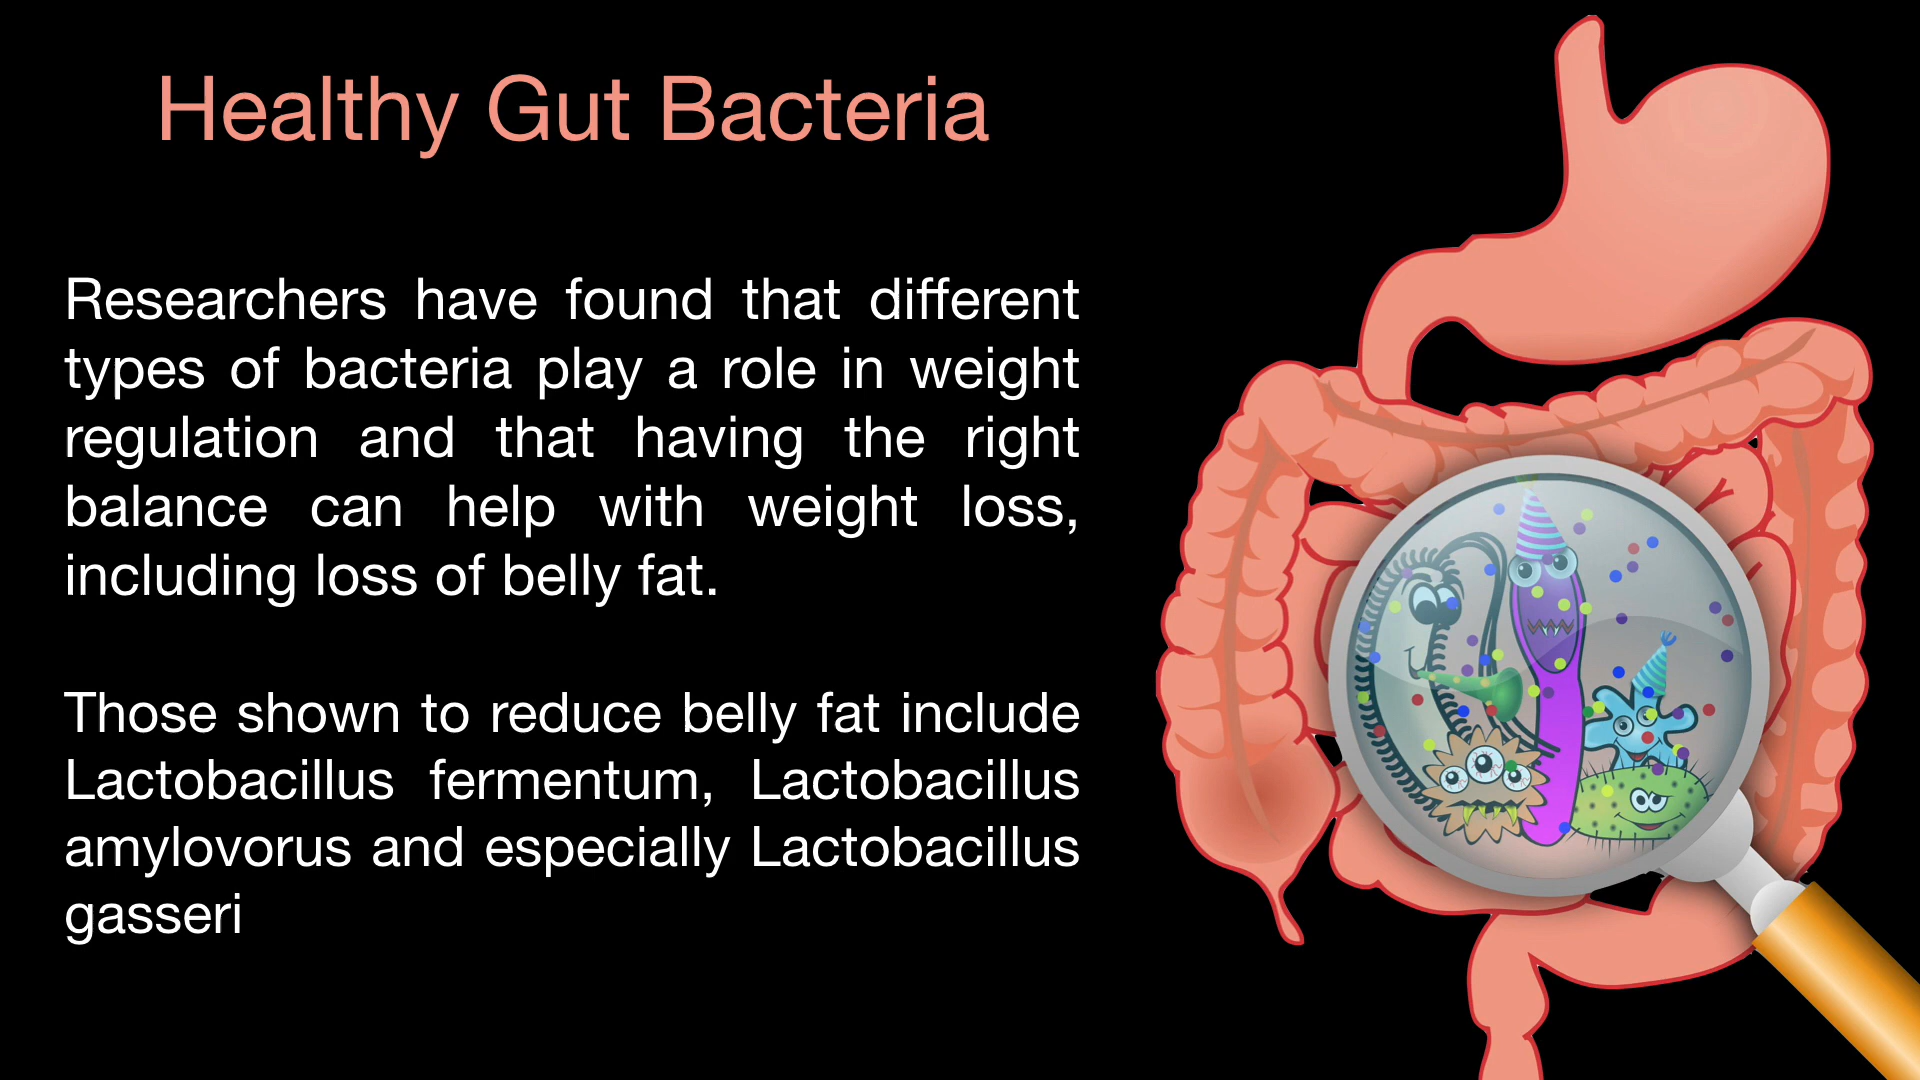 Healthy Gut Bacteria
Researchers have found that different
types of bacteria play a role in weight
regulation and that having the right
balance can help with weight loss,
including loss of belly fat.
Those shown to reduce belly fat include
Lactobacillus fermentum, Lactobacillus
amylovorus and especially Lactobacillus
gasseri